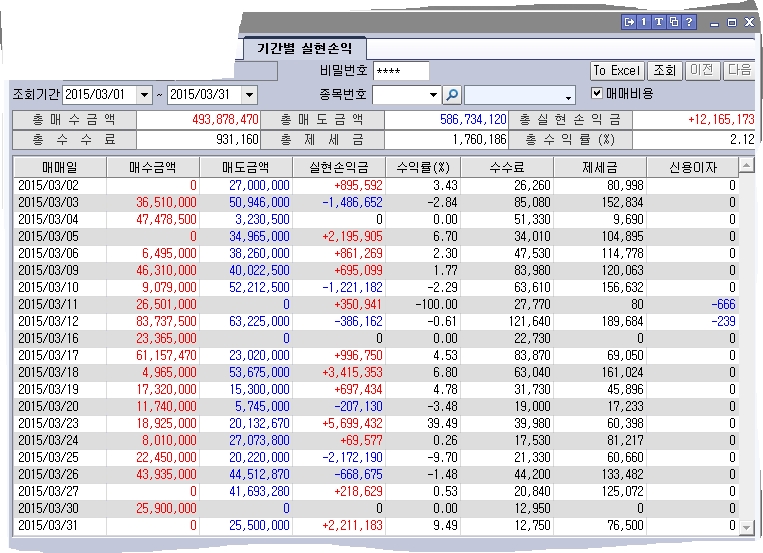 기간별 실현손익
비밀번호 ****
To Excel 조회 이전 다음
조회기간 2015/03/01 ~ 2015/03/31 종목번호 매매비용
총 매 수 금 액 493,878,470 총 매 도 금 액 586,734,120 총 실 현 손 익 금 +12,165,173
총 수 수 료 931,160 총 제 세 금 1,760,186 총 수 익 률 (%) 2.12
매매일 매수금액 매도금액 실현손익금 수익률(%) 수수료 제세금 신용이자
2015/03/02 0 27,000,000 +895,592 3.43 26,260 80,998 0
2015/03/03 36,510,000 50,946,000 -1,486,652 -2.84 85,080 152,834 0
2015/03/04 47,478,500 3,230,500 0 0.00 51,330 9,690 0
2015/03/05 0 34,965,000 +2,195,905 6.70 34,010 104,895 0
2015/03/06 6,495,000 38,260,000 +861,269 2.30 47,530 114,778 0
2015/03/09 46,310,000 40,022,500 +695,099 1.77 83,980 120,063 0
2015/03/10 9,079,000 52,212,500 -1,221,182 -2.29 63,610 156,632 0
2015/03/11 26,501,000 0 +350,941 -100.00 27,770 80 -666
2015/03/12 83,737,500 63,225,000 -386,162 -0.61 121,640 189,684 -239
2015/03/16 23,365,000 0 0 0.00 22,730 0 0
2015/03/17 61,157,470 23,020,000 +996,750 4.53 83,870 69,050 0
2015/03/18 4,965,000 53,675,000 +3,415,353 6.80 63,040 161,024 0
2015/03/19 17,320,000 15,300,000 +697,434 4.78 31,730 45,896 0
2015/03/20 11,740,000 5,745,000 -207,130 -3.48 19,000 17,233 0
2015/03/23 18,925,000 20,132,670 +5,699,432 39.49 39,980 60,398 0
2015/03/24 8,010,000 27,073,800 +69,577 0.26 17,530 81,217 0
2015/03/25 22,450,000 20,220,000 -2,172,190 -9.70 21,330 60,660 0
2015/03/26 43,935,000 44,512,870 -668,675 -1.48 44,200 133,482 0
2015/03/27 0 41,693,280 +218,629 0.53 20,840 125,072 0
2015/03/30 25,900,000 0 0 0.00 12,950 0 0
2015/03/31 0 25,500,000 +2,211,183 9.49 12,750 76,500 0